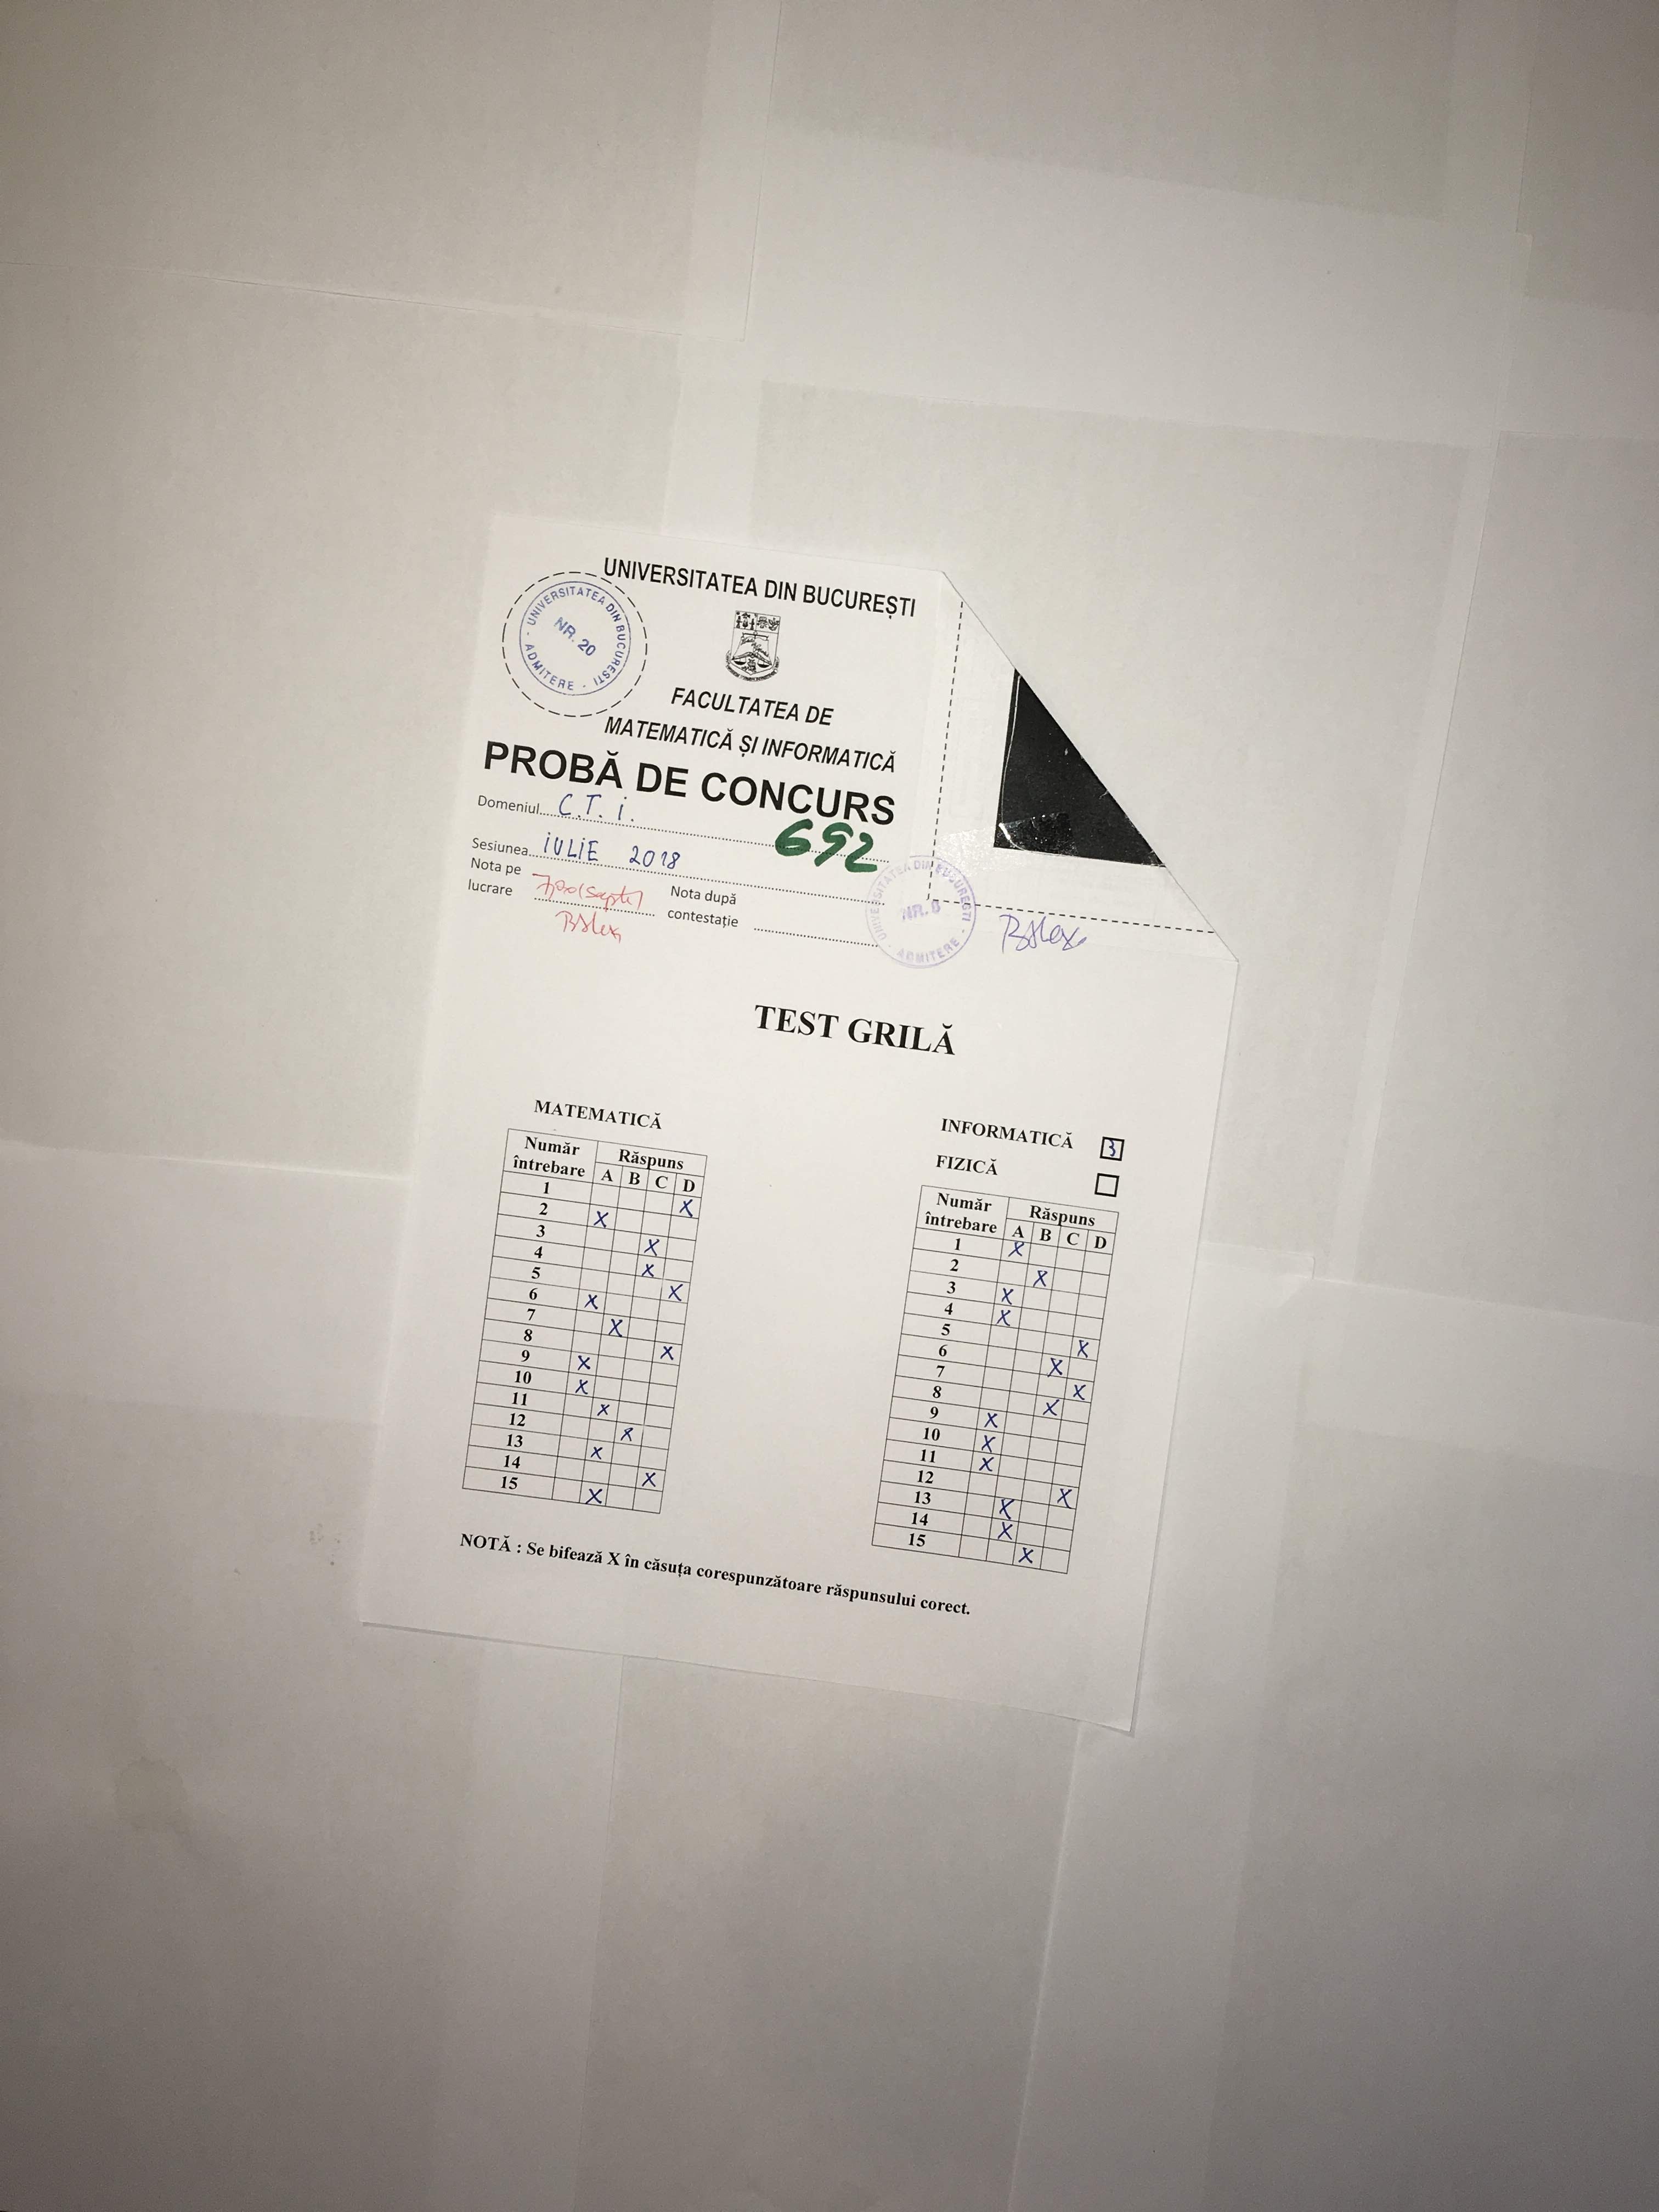 UNIVERSITATEA DIN BUCUREȘTI
UNIVERSITATEA DIN BUCUREȘTI · ADMITERE ·
NR. 20
FACULTATEA DE
MATEMATICĂ ȘI INFORMATICĂ
PROBĂ DE CONCURS
Domeniul C.T.i.
692
Sesiunea iULiE 2018
Nota pe lucrare 7,00 (șapte)
Nota după contestație
UNIVERSITATEA DIN BUCUREȘTI · ADMITERE ·
NR. 6
TEST GRILĂ
MATEMATICĂ
Număr întrebare Răspuns
A B C D
1 X
2 X
3 X
4 X
5 X
6 X
7 X
8 X
9 X
10 X
11 X
12 X
13 X
14 X
15 X
INFORMATICĂ 3
FIZICĂ
Număr întrebare Răspuns
A B C D
1 X
2 X
3 X
4 X
5 X
6 X
7 X
8 X
9 X
10 X
11 X
12 X
13 X
14 X
15 X
NOTĂ : Se bifează X în căsuța corespunzătoare răspunsului corect.